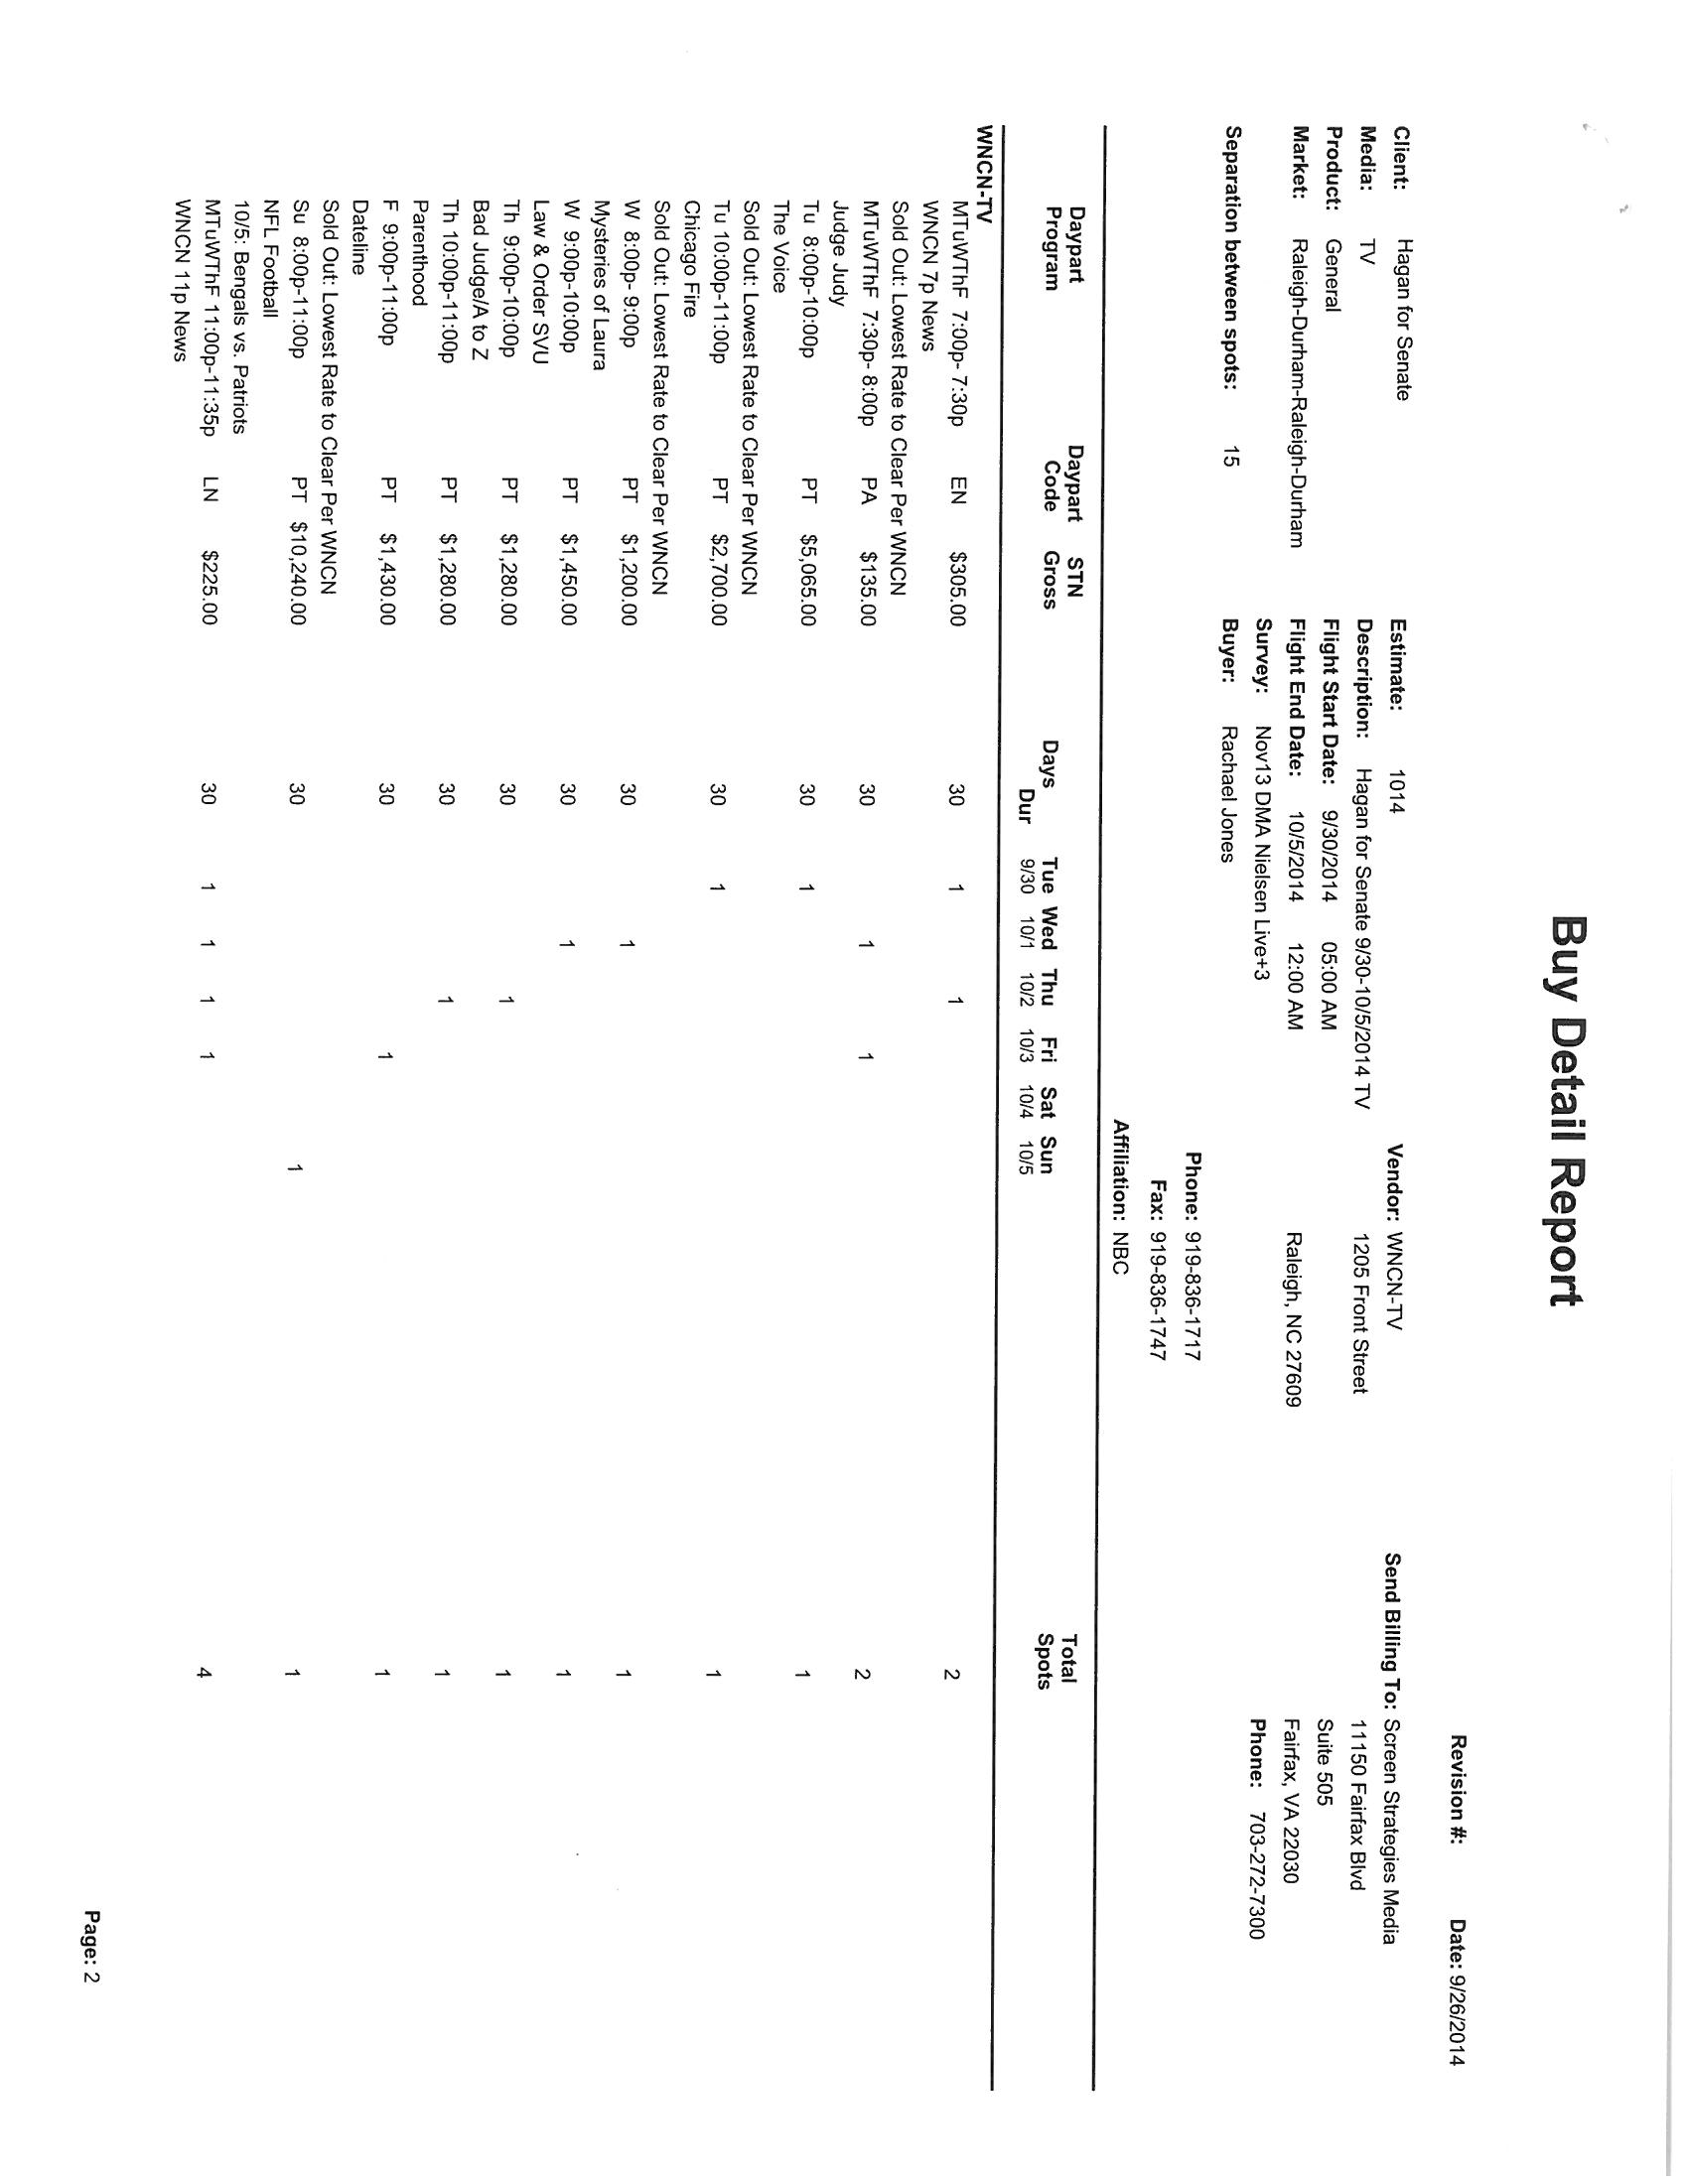 Buy Detail Report
Revision #: Date: 9/26/2014
Client: Hagan for Senate Estimate: 1014 Vendor: WNCN-TV Send Billing To: Screen Strategies Media
Media: TV Description: Hagan for Senate 9/30-10/5/2014 TV 1205 Front Street 11150 Fairfax Blvd
Product: General Flight Start Date: 9/30/2014 05:00 AM Suite 505
Market: Raleigh-Durham-Raleigh-Durham Flight End Date: 10/5/2014 12:00 AM Raleigh, NC 27609 Fairfax, VA 22030
Survey: Nov13 DMA Nielsen Live+3 Phone: 703-272-7300
Separation between spots: 15 Buyer: Rachael Jones
Phone: 919-836-1717
Fax: 919-836-1747
Affiliation: NBC
Daypart Daypart STN Total
Program Code Gross Days Tue Wed Thu Fri Sat Sun Spots
Dur 9/30 10/1 10/2 10/3 10/4 10/5
WNCN-TV
MTuWThF 7:00p- 7:30p EN $305.00 30 1 1 2
WNCN 7p News
Sold Out: Lowest Rate to Clear Per WNCN
MTuWThF 7:30p- 8:00p PA $135.00 30 1 1 2
Judge Judy
Tu 8:00p-10:00p PT $5,065.00 30 1 1
The Voice
Sold Out: Lowest Rate to Clear Per WNCN
Tu 10:00p-11:00p PT $2,700.00 30 1 1
Chicago Fire
Sold Out: Lowest Rate to Clear Per WNCN
W 8:00p- 9:00p PT $1,200.00 30 1 1
Mysteries of Laura
W 9:00p-10:00p PT $1,450.00 30 1 1
Law & Order SVU
Th 9:00p-10:00p PT $1,280.00 30 1 1
Bad Judge/A to Z
Th 10:00p-11:00p PT $1,280.00 30 1 1
Parenthood
F 9:00p-11:00p PT $1,430.00 30 1 1
Dateline
Sold Out: Lowest Rate to Clear Per WNCN
Su 8:00p-11:00p PT $10,240.00 30 1 1
NFL Football
10/5: Bengals vs. Patriots
MTuWThF 11:00p-11:35p LN $225.00 30 1 1 1 1 4
WNCN 11p News
Page: 2